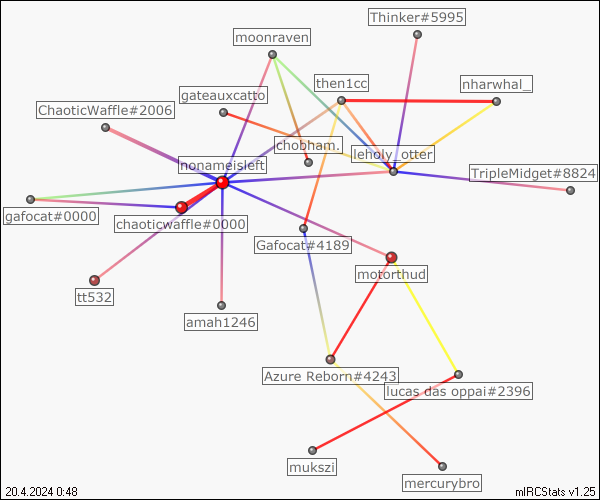 Thinker#5995
moonraven
then1cc
nharwhal_
gateauxcatto
ChaoticWaffle#2006
chobham.
leholy_otter
nonameisleft
TripleMidget#8824
gafocat#0000
chaoticwaffle#0000
Gafocat#4189
motorthud
tt532
amah1246
Azure Reborn#4243
lucas das oppai#2396
mukszi
mercurybro
20.4.2024 0:48
mIRCStats v1.25